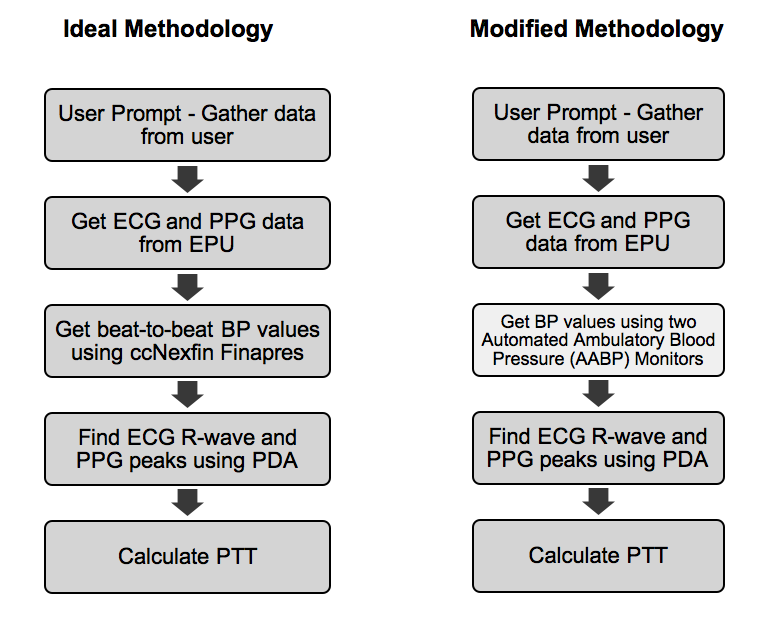 Ideal Methodology
User Prompt - Gather data
from user
Get ECG and PPG data
from EPU
Get beat-to-beat BP values
using ccNexfin Finapres
Find ECG R-wave and
PPG peaks using PDA
Calculate PTT
Modified Methodology
User Prompt - Gather
data from user
Get ECG and PPG
data from EPU
Get BP values using two
Automated Ambulatory Blood
Pressure (AABP) Monitors
Find ECG R-wave and
PPG peaks using PDA
Calculate PTT